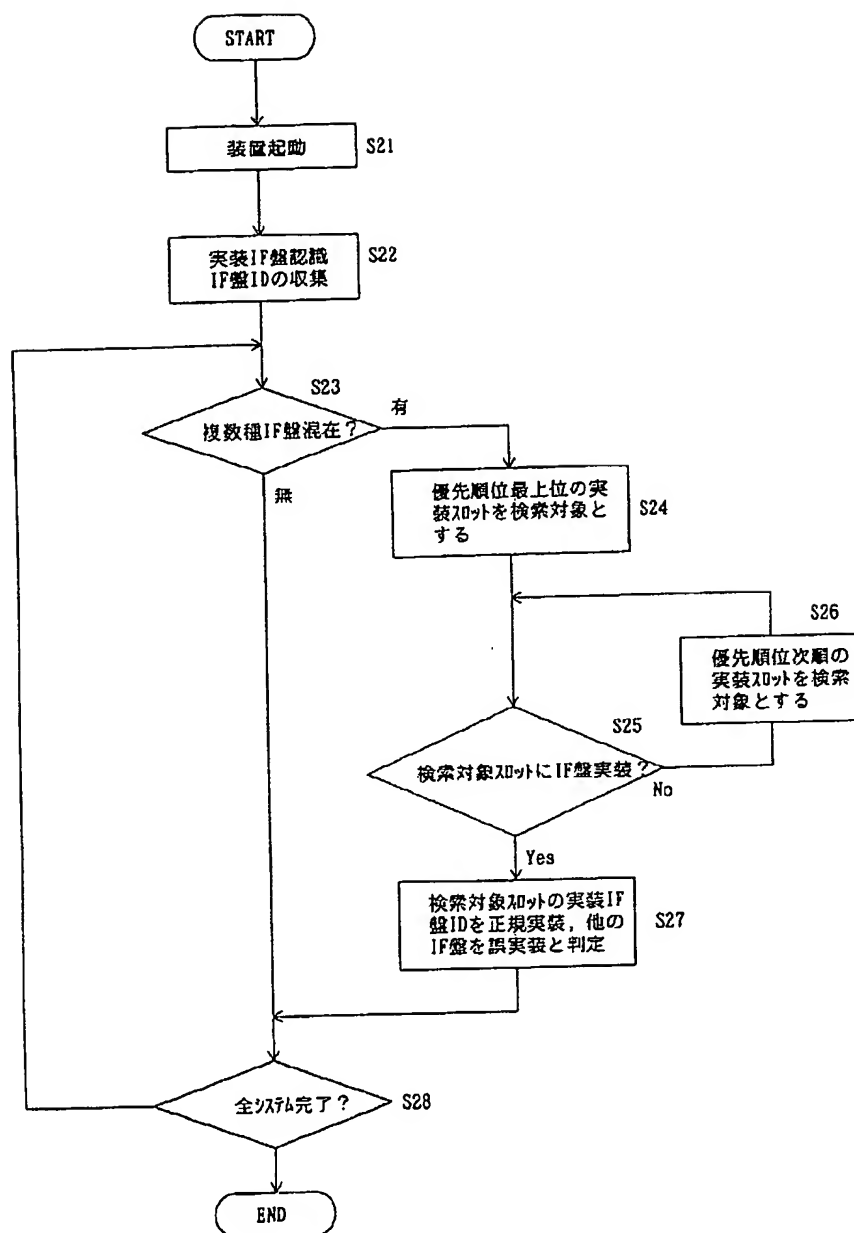 START
装置起動
S21
実装IF盤認識
IF盤IDの収集
S22
S23
複数種IF盤混在？
有
無
優先順位最上位の実
装ｽﾛｯﾄを検索対象と
する
S24
S26
優先順位次順の
実装ｽﾛｯﾄを検索
対象とする
S25
検索対象ｽﾛｯﾄにIF盤実装？
No
Yes
検索対象ｽﾛｯﾄの実装IF
盤IDを正規実装，他の
IF盤を誤実装と判定
S27
全ｼｽﾃﾑ完了？
S28
END